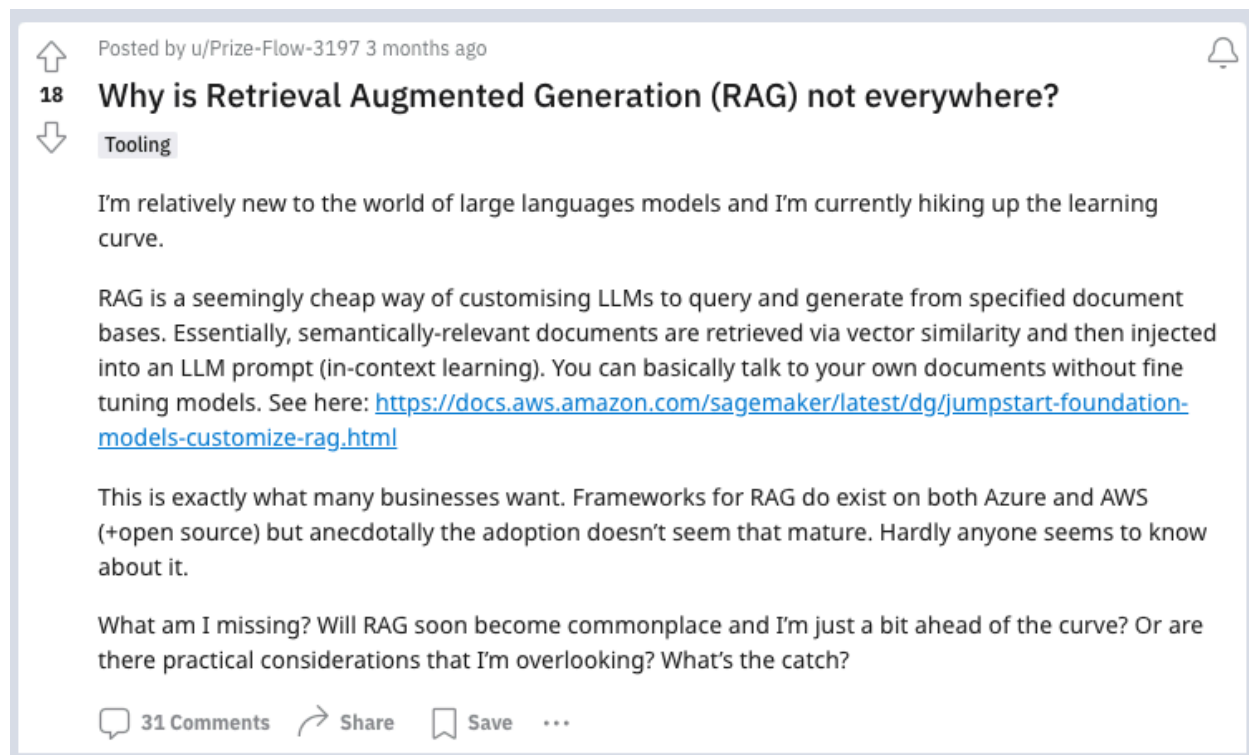 Posted by u/Prize-Flow-3197 3 months ago
18
Why is Retrieval Augmented Generation (RAG) not everywhere?
Tooling
I'm relatively new to the world of large languages models and I'm currently hiking up the learning
curve.
RAG is a seemingly cheap way of customising LLMs to query and generate from specified document
bases. Essentially, semantically-relevant documents are retrieved via vector similarity and then injected
into an LLM prompt (in-context learning). You can basically talk to your own documents without fine
tuning models. See here: https://docs.aws.amazon.com/sagemaker/latest/dg/jumpstart-foundation-
models-customize-rag.html
This is exactly what many businesses want. Frameworks for RAG do exist on both Azure and AWS
(+open source) but anecdotally the adoption doesn't seem that mature. Hardly anyone seems to know
about it.
What am I missing? Will RAG soon become commonplace and I'm just a bit ahead of the curve? Or are
there practical considerations that I'm overlooking? What's the catch?
31 Comments Share Save ...